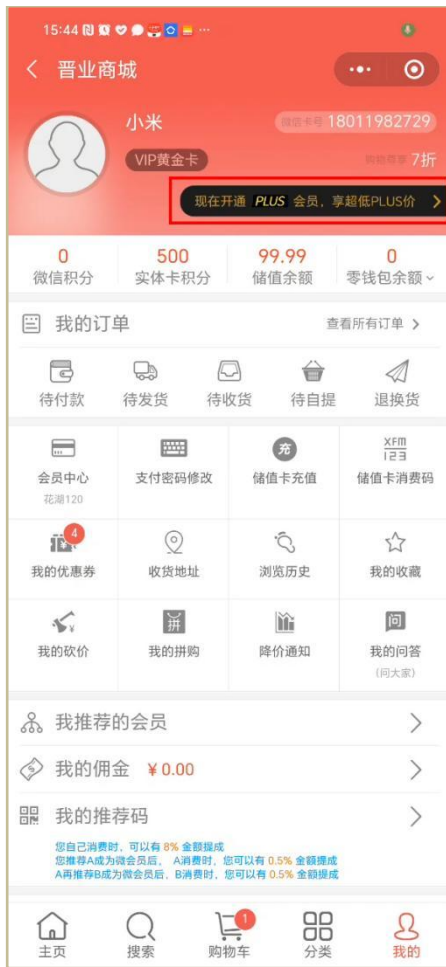 15:44
晋业商城
小米
微信卡号 18011982729
VIP黄金卡
购物尊享 7折
现在开通 PLUS 会员，享超低PLUS价
0
500
99.99
0
微信积分
实体卡积分
储值余额
零钱包余额
我的订单
查看所有订单
待付款
待发货
待收货
待自提
退换货
充
XFM
123
会员中心
支付密码修改
储值卡充值
储值卡消费码
花湖120
4
我的优惠券
收货地址
浏览历史
我的收藏
拼
问
我的砍价
我的拼购
降价通知
我的问答
(问大家)
我推荐的会员
我的佣金 ￥0.00
我的推荐码
您自己消费时，可以有 8% 金额提成
您推荐A成为微会员后， A消费时，您可以有 0.5% 金额提成
A再推荐B成为微会员后，B消费时，您可以有 0.5% 金额提成
1
主页
搜索
购物车
分类
我的